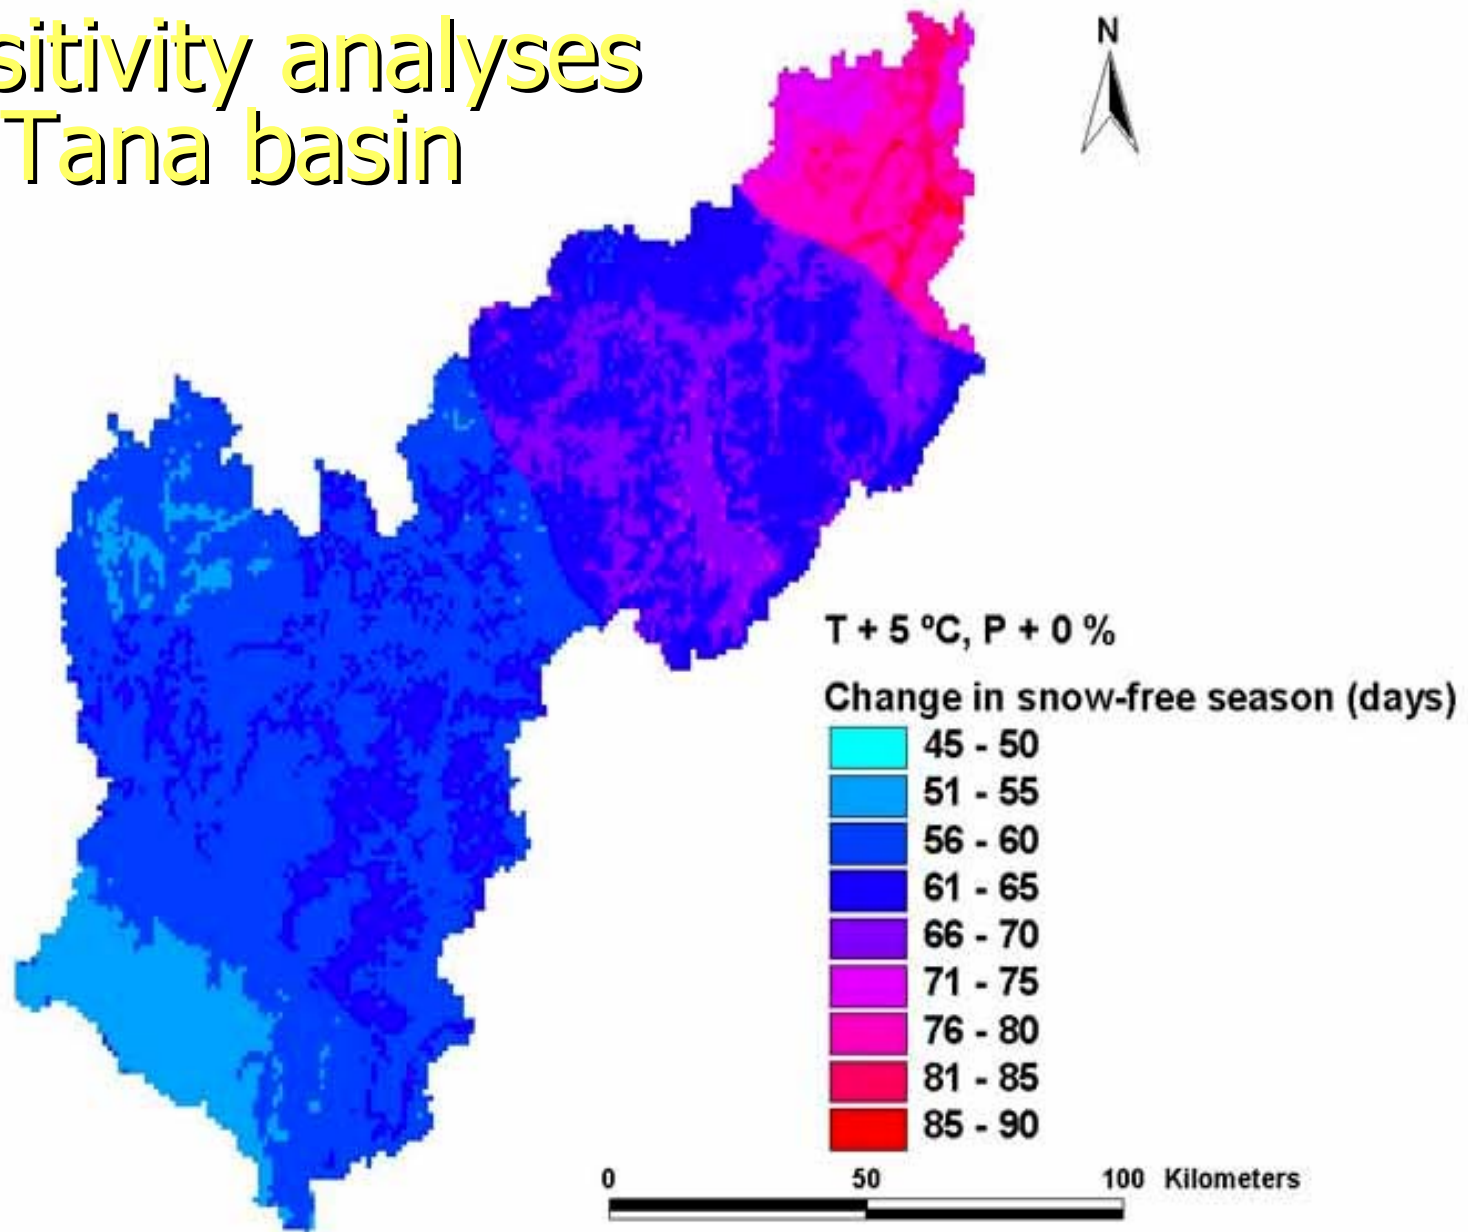 sitivity analyses
Tana basin
N
T + 5 ºC, P + 0 %
Change in snow-free season (days)
45 - 50
51 - 55
56 - 60
61 - 65
66 - 70
71 - 75
76 - 80
81 - 85
85 - 90
0 50 100 Kilometers